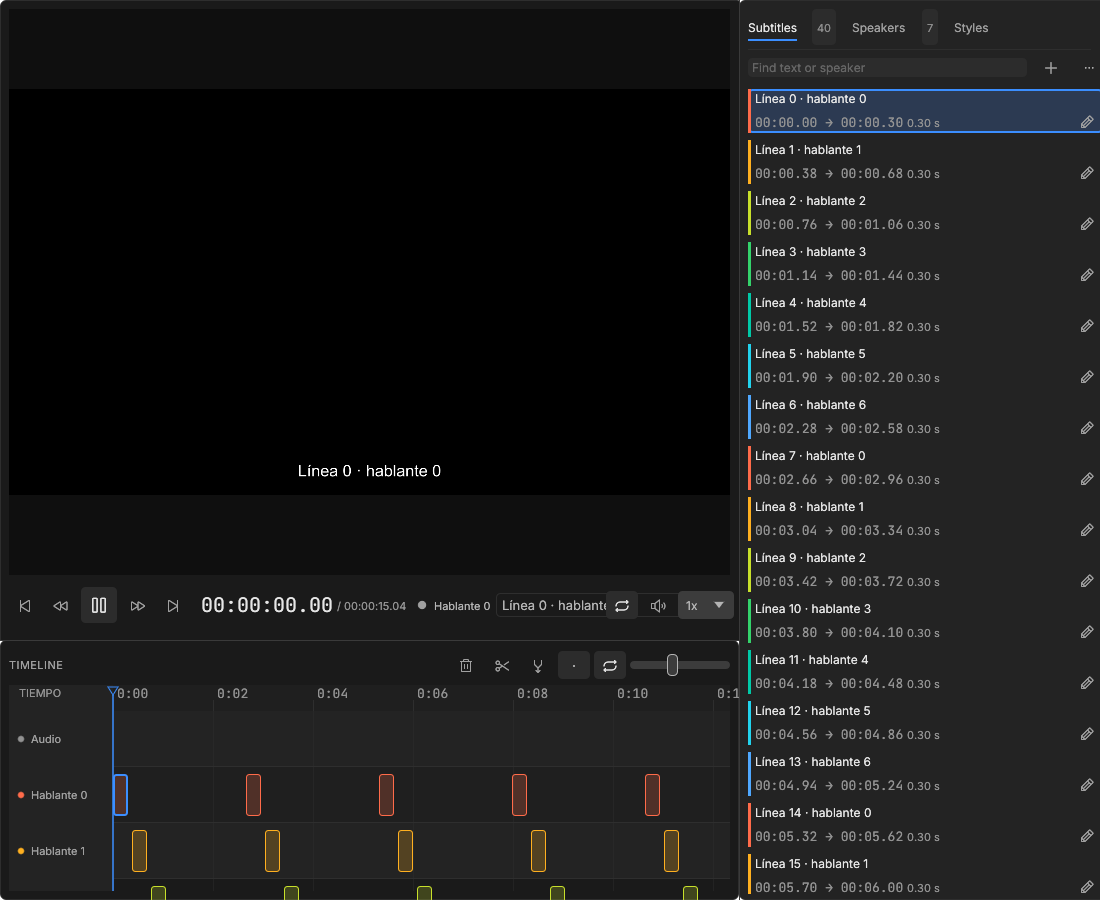 Línea 0 · hablante 0
00:00:00.00 / 00:00:15.04 Hablante 0 Línea 0 · hablante 1x
TIMELINE
TIEMPO 0:00 0:02 0:04 0:06 0:08 0:10 0:1
Audio
Hablante 0
Hablante 1
Subtitles 40 Speakers 7 Styles
Find text or speaker
Línea 0 · hablante 0
00:00.00 → 00:00.30 0.30 s
Línea 1 · hablante 1
00:00.38 → 00:00.68 0.30 s
Línea 2 · hablante 2
00:00.76 → 00:01.06 0.30 s
Línea 3 · hablante 3
00:01.14 → 00:01.44 0.30 s
Línea 4 · hablante 4
00:01.52 → 00:01.82 0.30 s
Línea 5 · hablante 5
00:01.90 → 00:02.20 0.30 s
Línea 6 · hablante 6
00:02.28 → 00:02.58 0.30 s
Línea 7 · hablante 0
00:02.66 → 00:02.96 0.30 s
Línea 8 · hablante 1
00:03.04 → 00:03.34 0.30 s
Línea 9 · hablante 2
00:03.42 → 00:03.72 0.30 s
Línea 10 · hablante 3
00:03.80 → 00:04.10 0.30 s
Línea 11 · hablante 4
00:04.18 → 00:04.48 0.30 s
Línea 12 · hablante 5
00:04.56 → 00:04.86 0.30 s
Línea 13 · hablante 6
00:04.94 → 00:05.24 0.30 s
Línea 14 · hablante 0
00:05.32 → 00:05.62 0.30 s
Línea 15 · hablante 1
00:05.70 → 00:06.00 0.30 s